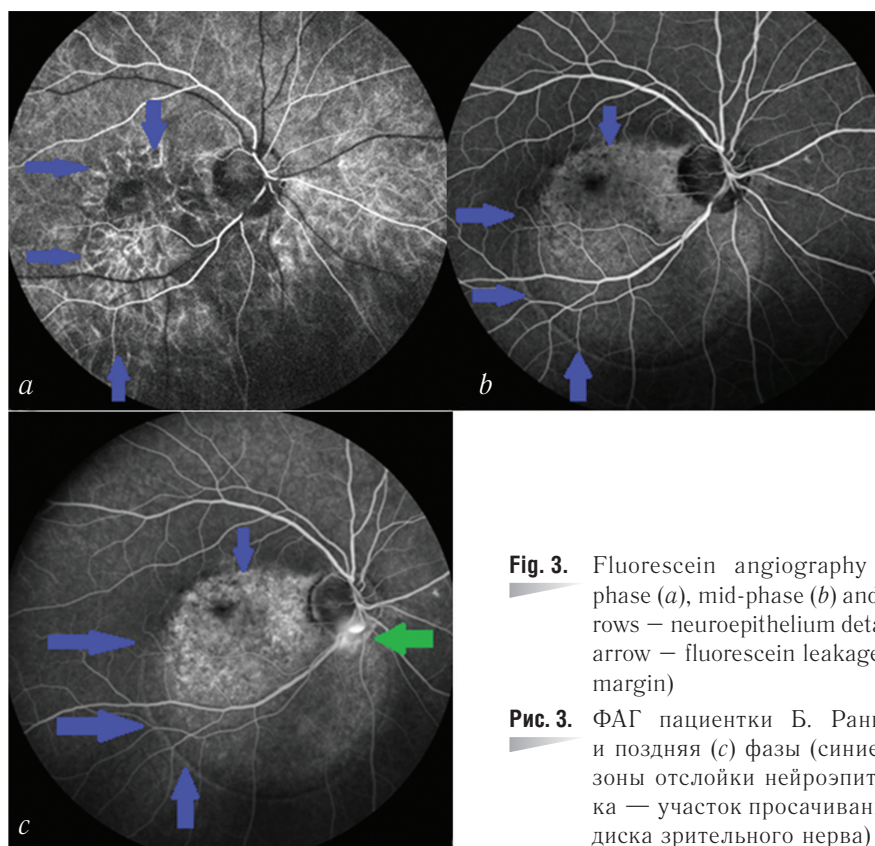 a
b
c
Fig. 3. Fluorescein angiography
phase (a), mid-phase (b) and
rows — neuroepithelium deta
arrow — fluorescein leakage
margin)
Рис. 3. ФАГ пациентки Б. Ран
и поздняя (c) фазы (синие
зоны отслойки нейроэпит
ка — участок просачиван
диска зрительного нерва)